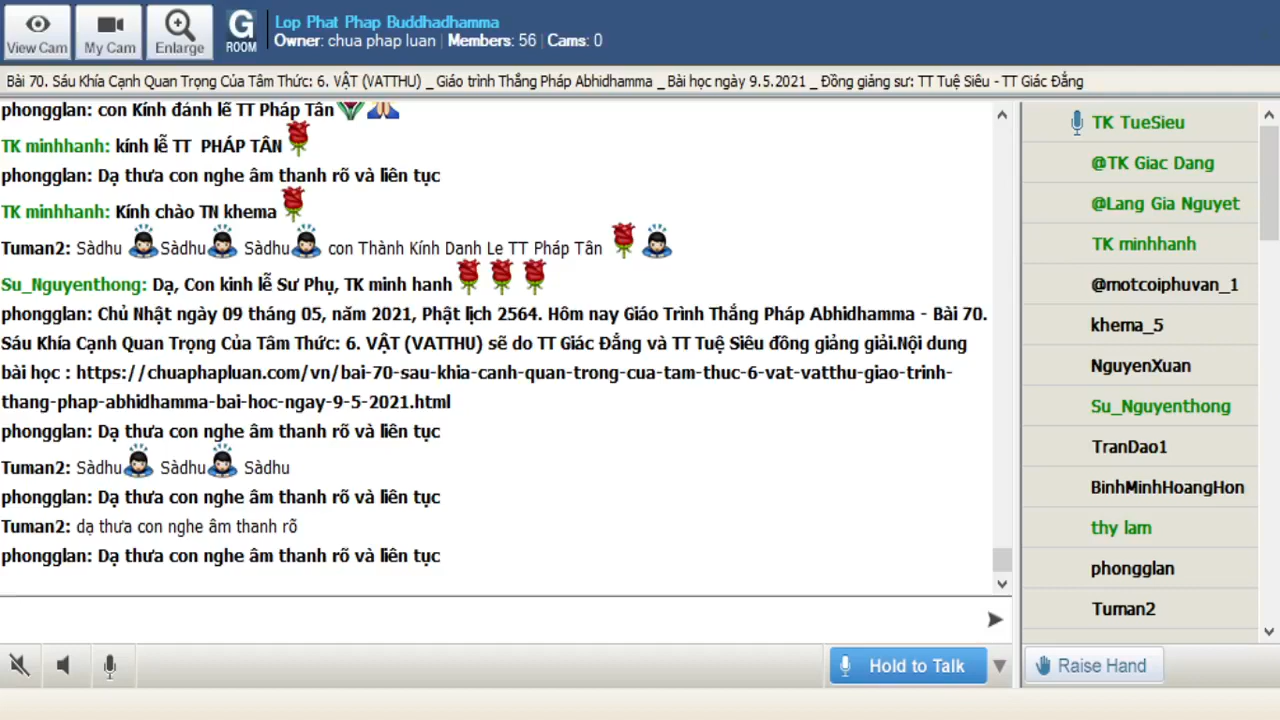 View Cam
My Cam
Enlarge
G
ROOM
Lop Phat Phap Buddhadhamma
Owner: chua phap luan | Members: 56 | Cams: 0
Bài 70. Sáu Khía Cạnh Quan Trọng Của Tâm Thức: 6. VẬT (VATTHU) _ Giáo trình Thắng Pháp Abhidhamma _ Bài học ngày 9.5.2021 _ Đồng giảng sư: TT Tuệ Siêu - TT Giác Đẳng
phongglan: con Kính đánh lễ TT Pháp Tân
TK minhhanh: kính lễ TT PHÁP TÂN
phongglan: Dạ thưa con nghe âm thanh rõ và liên tục
TK minhhanh: Kính chào TN khema
Tuman2: Sàdhu Sàdhu Sàdhu con Thành Kính Danh Le TT Pháp Tân
Su_Nguyenthong: Dạ, Con kinh lễ Sư Phụ, TK minh hanh
phongglan: Chủ Nhật ngày 09 tháng 05, năm 2021, Phật lịch 2564. Hôm nay Giáo Trình Thắng Pháp Abhidhamma - Bài 70.
Sáu Khía Cạnh Quan Trọng Của Tâm Thức: 6. VẬT (VATTHU) sẽ do TT Giác Đẳng và TT Tuệ Siêu đồng giảng giải.Nội dung
bài học : https://chuaphapluan.com/vn/bai-70-sau-khia-canh-quan-trong-cua-tam-thuc-6-vat-vatthu-giao-trinh-
thang-phap-abhidhamma-bai-hoc-ngay-9-5-2021.html
phongglan: Dạ thưa con nghe âm thanh rõ và liên tục
Tuman2: Sàdhu Sàdhu Sàdhu
phongglan: Dạ thưa con nghe âm thanh rõ và liên tục
Tuman2: dạ thưa con nghe âm thanh rõ
phongglan: Dạ thưa con nghe âm thanh rõ và liên tục
TK TueSieu
@TK Giac Dang
@Lang Gia Nguyet
TK minhhanh
@motcoiphuvan_1
khema_5
NguyenXuan
Su_Nguyenthong
TranDao1
BinhMinhHoangHon
thy lam
phongglan
Tuman2
Hold to Talk
Raise Hand